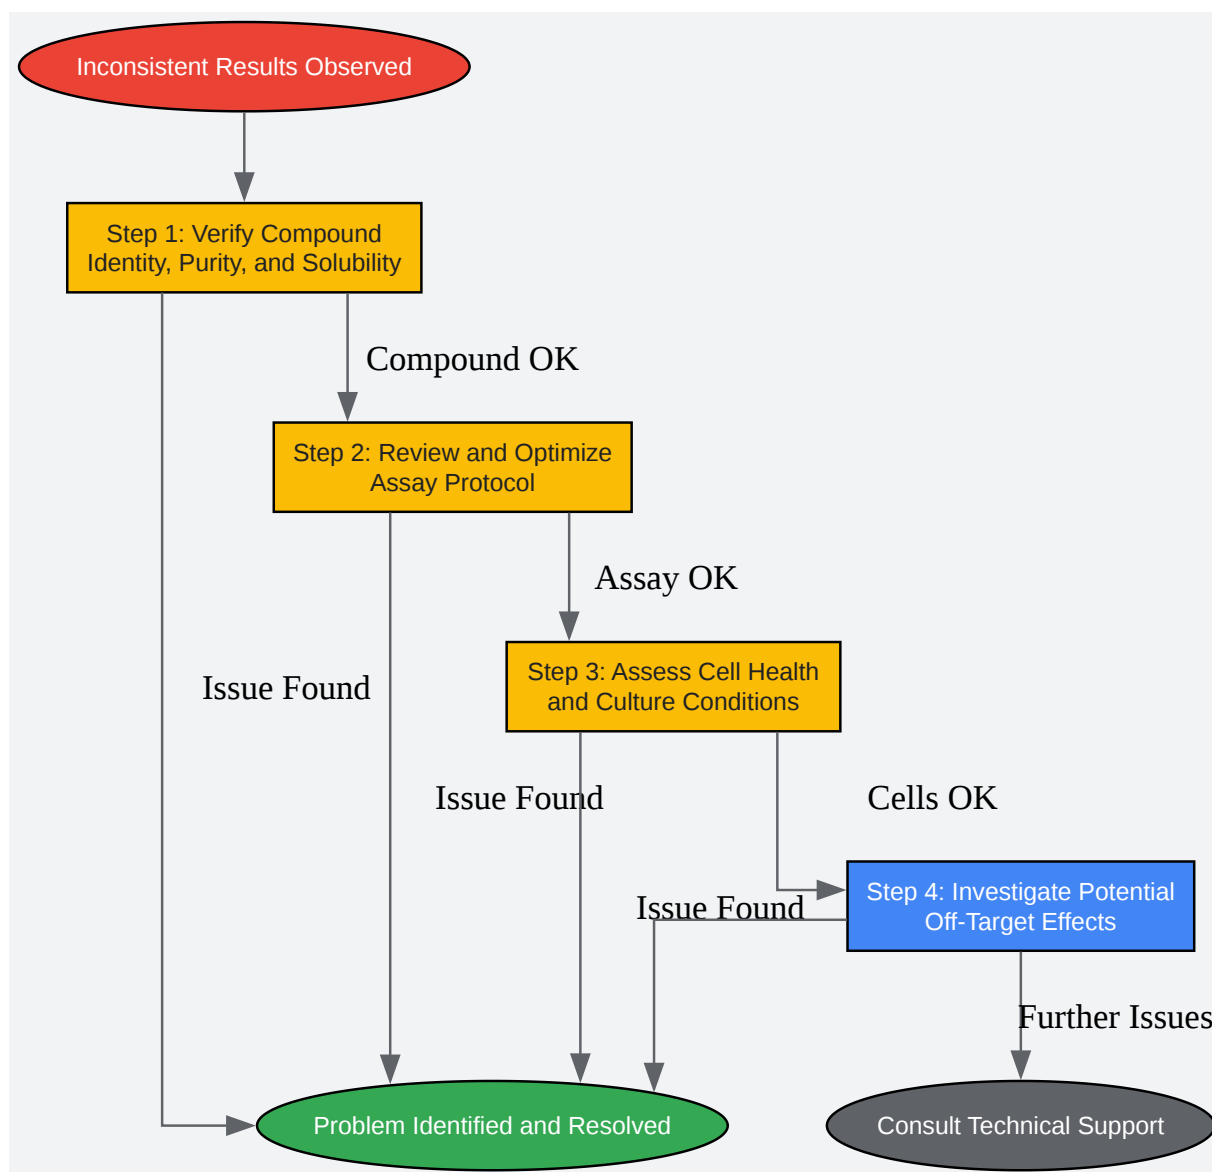 Inconsistent Results Observed
Step 1: Verify Compound
Identity, Purity, and Solubility
Compound OK
Step 2: Review and Optimize
Assay Protocol
Assay OK
Step 3: Assess Cell Health
and Culture Conditions
Issue Found
Issue Found
Cells OK
Step 4: Investigate Potential
Off-Target Effects
Issue Found
Further Issues
Problem Identified and Resolved
Consult Technical Support